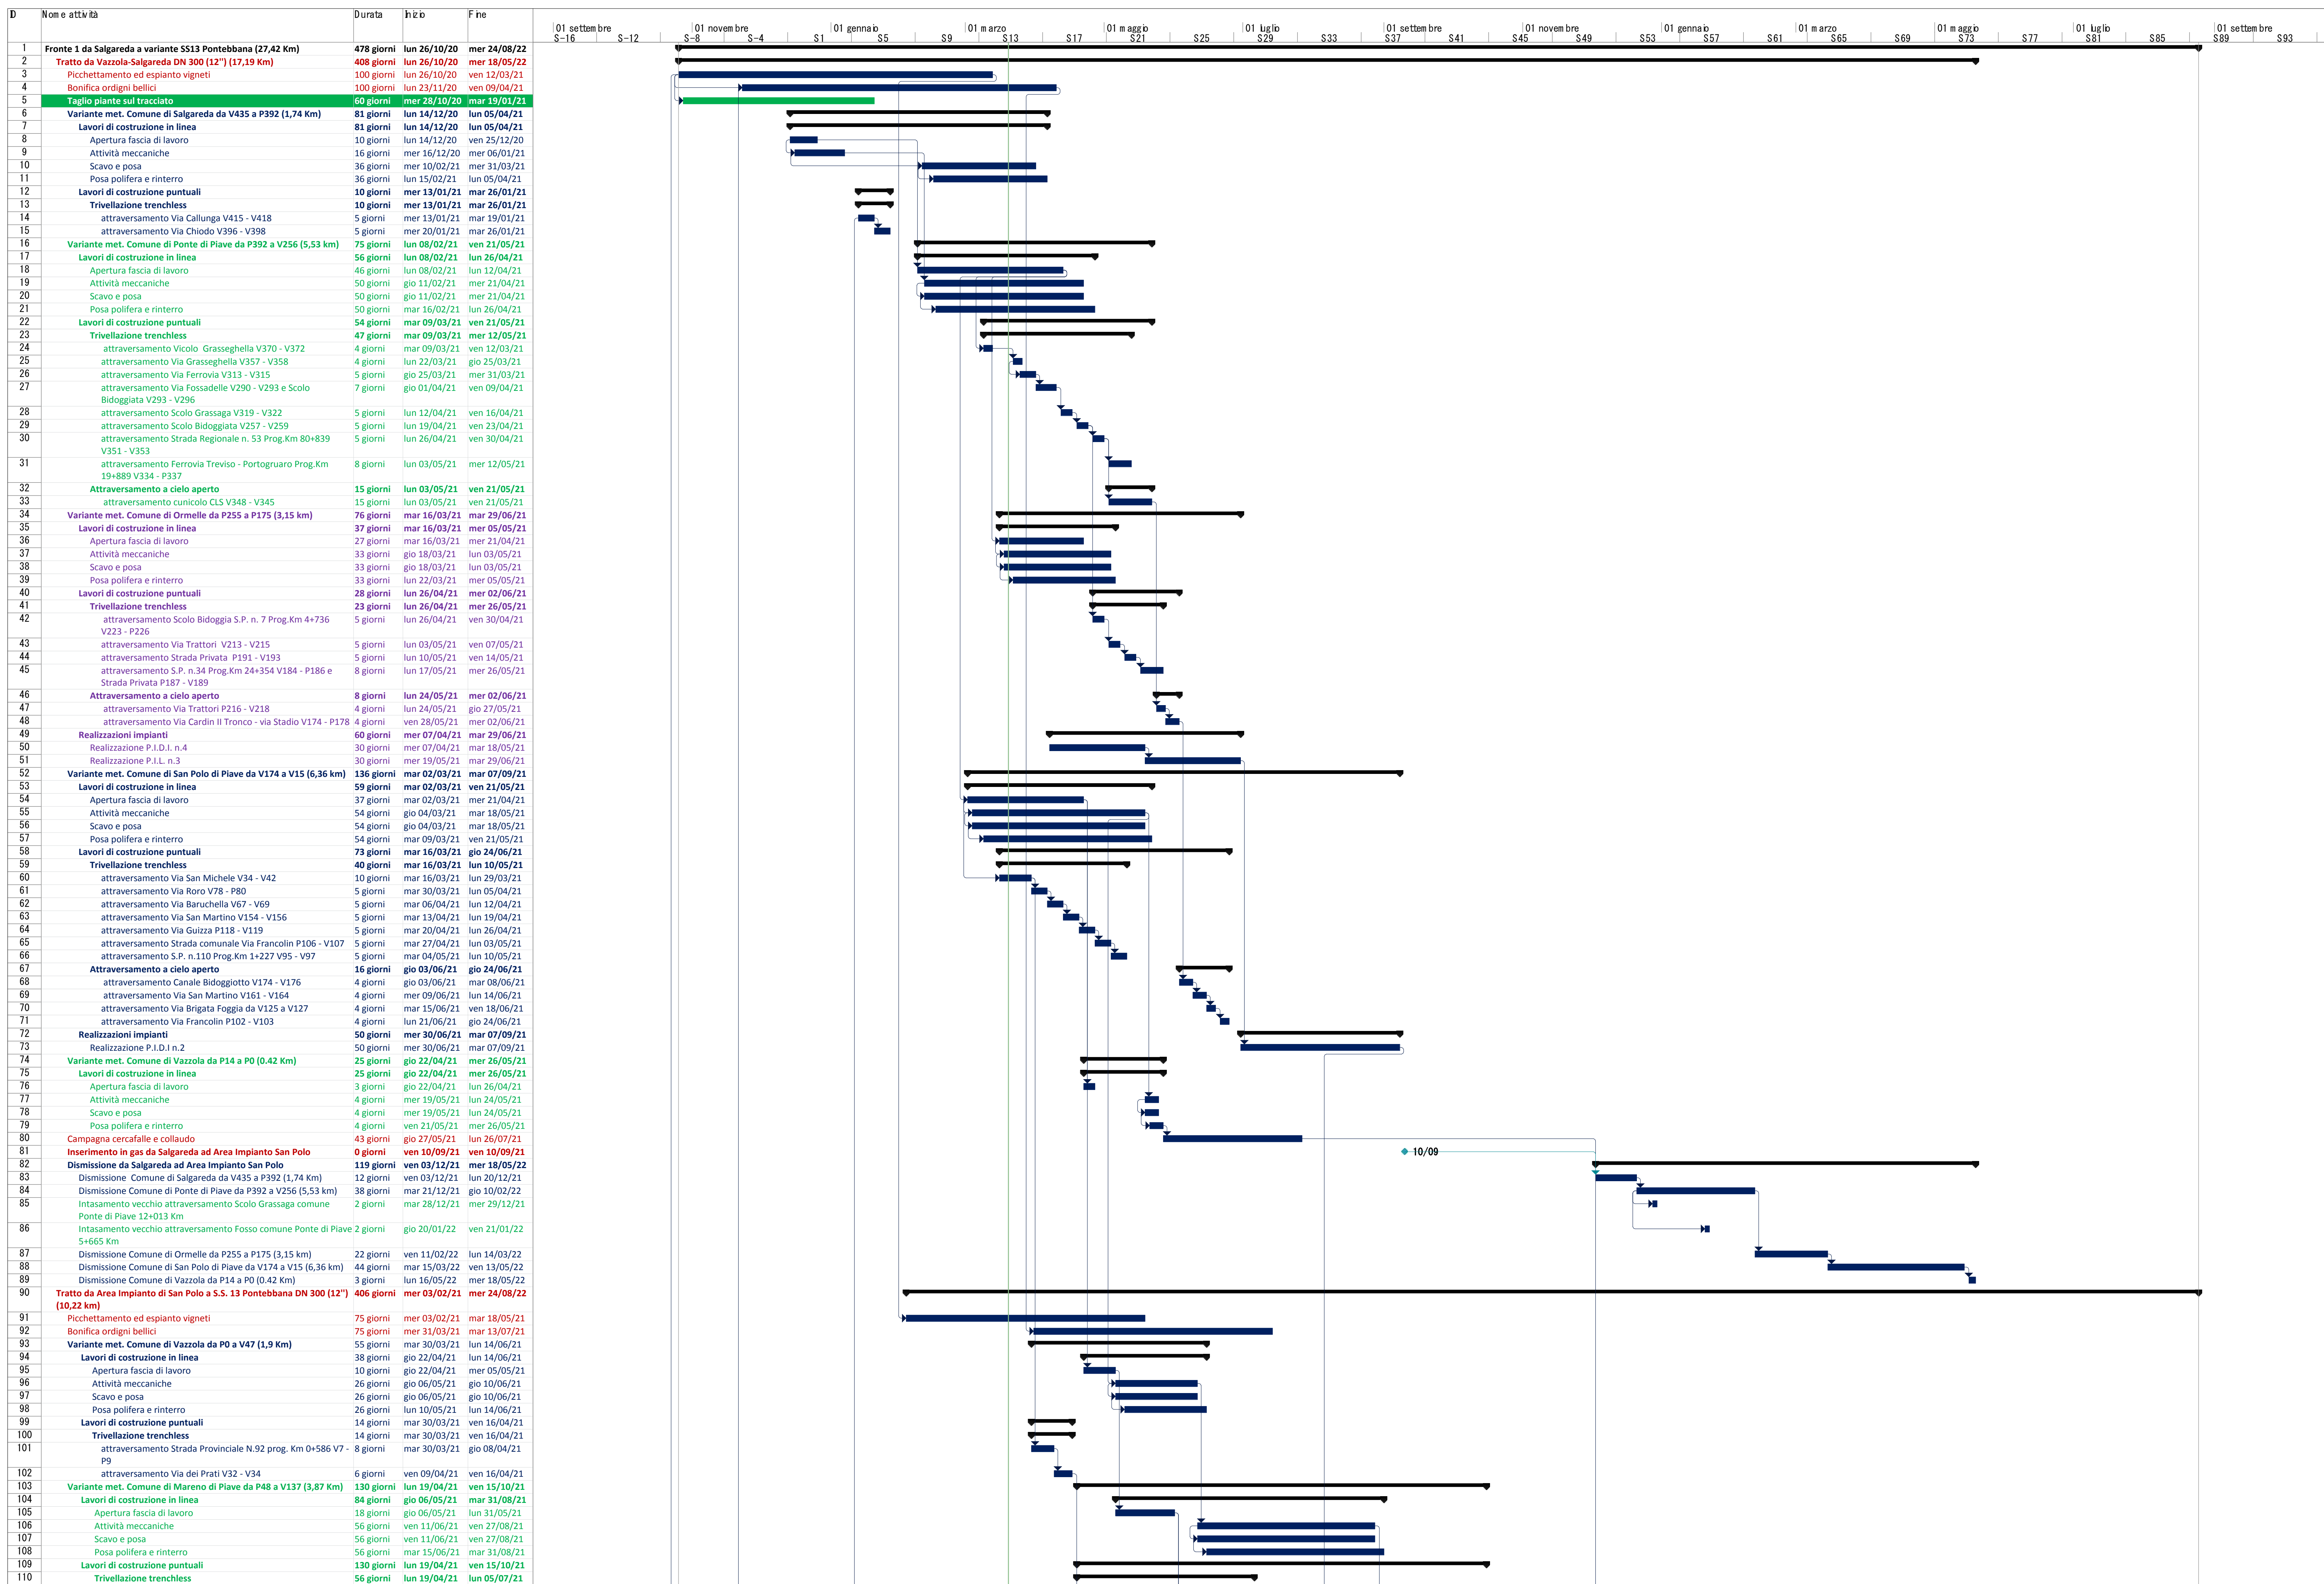 ID Nome attività Durata Inizio Fine
01 settembre 01 novembre 01 gennaio 01 marzo 01 maggio 01 luglio 01 settembre 01 novembre 01 gennaio 01 marzo 01 maggio 01 luglio 01 settembre
S-16 S-12 S-8 S-4 S1 S5 S9 S13 S17 S21 S25 S29 S33 S37 S41 S45 S49 S53 S57 S61 S65 S69 S73 S77 S81 S85 S89 S93
1 Fronte 1 da Salgareda a variante SS13 Pontebbana (27,42 Km) 478 giorni lun 26/10/20 mer 24/08/22
2 Tratto da Vazzola-Salgareda DN 300 (12") (17,19 Km) 408 giorni lun 26/10/20 mer 18/05/22
3 Picchettamento ed espianto vigneti 100 giorni lun 26/10/20 ven 12/03/21
4 Bonifica ordigni bellici 100 giorni lun 23/11/20 ven 09/04/21
5 Taglio piante sul tracciato 60 giorni mer 28/10/20 mar 19/01/21
6 Variante met. Comune di Salgareda da V435 a P392 (1,74 Km) 81 giorni lun 14/12/20 lun 05/04/21
7 Lavori di costruzione in linea 81 giorni lun 14/12/20 lun 05/04/21
8 Apertura fascia di lavoro 10 giorni lun 14/12/20 ven 25/12/20
9 Attività meccaniche 16 giorni mer 16/12/20 mer 06/01/21
10 Scavo e posa 36 giorni mer 10/02/21 mer 31/03/21
11 Posa polifera e rinterro 36 giorni lun 15/02/21 lun 05/04/21
12 Lavori di costruzione puntuali 10 giorni mer 13/01/21 mar 26/01/21
13 Trivellazione trenchless 10 giorni mer 13/01/21 mar 26/01/21
14 attraversamento Via Callunga V415 - V418 5 giorni mer 13/01/21 mar 19/01/21
15 attraversamento Via Chiodo V396 - V398 5 giorni mer 20/01/21 mar 26/01/21
16 Variante met. Comune di Ponte di Piave da P392 a V256 (5,53 km) 75 giorni lun 08/02/21 ven 21/05/21
17 Lavori di costruzione in linea 56 giorni lun 08/02/21 lun 26/04/21
18 Apertura fascia di lavoro 46 giorni lun 08/02/21 lun 12/04/21
19 Attività meccaniche 50 giorni gio 11/02/21 mer 21/04/21
20 Scavo e posa 50 giorni gio 11/02/21 mer 21/04/21
21 Posa polifera e rinterro 50 giorni mar 16/02/21 lun 26/04/21
22 Lavori di costruzione puntuali 54 giorni mar 09/03/21 ven 21/05/21
23 Trivellazione trenchless 47 giorni mar 09/03/21 mer 12/05/21
24 attraversamento Vicolo Grasseghella V370 - V372 4 giorni mar 09/03/21 ven 12/03/21
25 attraversamento Via Grasseghella V357 - V358 4 giorni lun 22/03/21 gio 25/03/21
26 attraversamento Via Ferrovia V313 - V315 5 giorni gio 25/03/21 mer 31/03/21
27 attraversamento Via Fossadelle V290 - V293 e Scolo 7 giorni gio 01/04/21 ven 09/04/21
Bidoggiata V293 - V296
28 attraversamento Scolo Grassaga V319 - V322 5 giorni lun 12/04/21 ven 16/04/21
29 attraversamento Scolo Bidoggiata V257 - V259 5 giorni lun 19/04/21 ven 23/04/21
30 attraversamento Strada Regionale n. 53 Prog.Km 80+839 5 giorni lun 26/04/21 ven 30/04/21
V351 - V353
31 attraversamento Ferrovia Treviso - Portogruaro Prog.Km 8 giorni lun 03/05/21 mer 12/05/21
19+889 V334 - P337
32 Attraversamento a cielo aperto 15 giorni lun 03/05/21 ven 21/05/21
33 attraversamento cunicolo CLS V348 - V345 15 giorni lun 03/05/21 ven 21/05/21
34 Variante met. Comune di Ormelle da P255 a P175 (3,15 km) 76 giorni mar 16/03/21 mar 29/06/21
35 Lavori di costruzione in linea 37 giorni mar 16/03/21 mer 05/05/21
36 Apertura fascia di lavoro 27 giorni mar 16/03/21 mer 21/04/21
37 Attività meccaniche 33 giorni gio 18/03/21 lun 03/05/21
38 Scavo e posa 33 giorni gio 18/03/21 lun 03/05/21
39 Posa polifera e rinterro 33 giorni lun 22/03/21 mer 05/05/21
40 Lavori di costruzione puntuali 28 giorni lun 26/04/21 mer 02/06/21
41 Trivellazione trenchless 23 giorni lun 26/04/21 mer 26/05/21
42 attraversamento Scolo Bidoggia S.P. n. 7 Prog.Km 4+736 5 giorni lun 26/04/21 ven 30/04/21
V223 - P226
43 attraversamento Via Trattori V213 - V215 5 giorni lun 03/05/21 ven 07/05/21
44 attraversamento Strada Privata P191 - V193 5 giorni lun 10/05/21 ven 14/05/21
45 attraversamento S.P. n.34 Prog.Km 24+354 V184 - P186 e 8 giorni lun 17/05/21 mer 26/05/21
Strada Privata P187 - V189
46 Attraversamento a cielo aperto 8 giorni lun 24/05/21 mer 02/06/21
47 attraversamento Via Trattori P216 - V218 4 giorni lun 24/05/21 gio 27/05/21
48 attraversamento Via Cardin II Tronco - via Stadio V174 - P178 4 giorni ven 28/05/21 mer 02/06/21
49 Realizzazioni impianti 60 giorni mer 07/04/21 mar 29/06/21
50 Realizzazione P.I.D.I. n.4 30 giorni mer 07/04/21 mar 18/05/21
51 Realizzazione P.I.L. n.3 30 giorni mer 19/05/21 mar 29/06/21
52 Variante met. Comune di San Polo di Piave da V174 a V15 (6,36 km) 136 giorni mar 02/03/21 mar 07/09/21
53 Lavori di costruzione in linea 59 giorni mar 02/03/21 ven 21/05/21
54 Apertura fascia di lavoro 37 giorni mar 02/03/21 mer 21/04/21
55 Attività meccaniche 54 giorni gio 04/03/21 mar 18/05/21
56 Scavo e posa 54 giorni gio 04/03/21 mar 18/05/21
57 Posa polifera e rinterro 54 giorni mar 09/03/21 ven 21/05/21
58 Lavori di costruzione puntuali 73 giorni mar 16/03/21 gio 24/06/21
59 Trivellazione trenchless 40 giorni mar 16/03/21 lun 10/05/21
60 attraversamento Via San Michele V34 - V42 10 giorni mar 16/03/21 lun 29/03/21
61 attraversamento Via Roro V78 - P80 5 giorni mar 30/03/21 lun 05/04/21
62 attraversamento Via Baruchella V67 - V69 5 giorni mar 06/04/21 lun 12/04/21
63 attraversamento Via San Martino V154 - V156 5 giorni mar 13/04/21 lun 19/04/21
64 attraversamento Via Guizza P118 - V119 5 giorni mar 20/04/21 lun 26/04/21
65 attraversamento Strada comunale Via Francolin P106 - V107 5 giorni mar 27/04/21 lun 03/05/21
66 attraversamento S.P. n.110 Prog.Km 1+227 V95 - V97 5 giorni mar 04/05/21 lun 10/05/21
67 Attraversamento a cielo aperto 16 giorni gio 03/06/21 gio 24/06/21
68 attraversamento Canale Bidoggiotto V174 - V176 4 giorni gio 03/06/21 mar 08/06/21
69 attraversamento Via San Martino V161 - V164 4 giorni mer 09/06/21 lun 14/06/21
70 attraversamento Via Brigata Foggia da V125 a V127 4 giorni mar 15/06/21 ven 18/06/21
71 attraversamento Via Francolin P102 - V103 4 giorni lun 21/06/21 gio 24/06/21
72 Realizzazioni impianti 50 giorni mer 30/06/21 mar 07/09/21
73 Realizzazione P.I.D.I n.2 50 giorni mer 30/06/21 mar 07/09/21
74 Variante met. Comune di Vazzola da P14 a P0 (0.42 Km) 25 giorni gio 22/04/21 mer 26/05/21
75 Lavori di costruzione in linea 25 giorni gio 22/04/21 mer 26/05/21
76 Apertura fascia di lavoro 3 giorni gio 22/04/21 lun 26/04/21
77 Attività meccaniche 4 giorni mer 19/05/21 lun 24/05/21
78 Scavo e posa 4 giorni mer 19/05/21 lun 24/05/21
79 Posa polifera e rinterro 4 giorni ven 21/05/21 mer 26/05/21
80 Campagna cercafalle e collaudo 43 giorni gio 27/05/21 lun 26/07/21
81 Inserimento in gas da Salgareda ad Area Impianto San Polo 0 giorni ven 10/09/21 ven 10/09/21 10/09
82 Dismissione da Salgareda ad Area Impianto San Polo 119 giorni ven 03/12/21 mer 18/05/22
83 Dismissione Comune di Salgareda da V435 a P392 (1,74 Km) 12 giorni ven 03/12/21 lun 20/12/21
84 Dismissione Comune di Ponte di Piave da P392 a V256 (5,53 km) 38 giorni mar 21/12/21 gio 10/02/22
85 Intasamento vecchio attraversamento Scolo Grassaga comune 2 giorni mar 28/12/21 mer 29/12/21
Ponte di Piave 12+013 Km
86 Intasamento vecchio attraversamento Fosso comune Ponte di Piave 2 giorni gio 20/01/22 ven 21/01/22
5+665 Km
87 Dismissione Comune di Ormelle da P255 a P175 (3,15 km) 22 giorni ven 11/02/22 lun 14/03/22
88 Dismissione Comune di San Polo di Piave da V174 a V15 (6,36 km) 44 giorni mar 15/03/22 ven 13/05/22
89 Dismissione Comune di Vazzola da P14 a P0 (0.42 Km) 3 giorni lun 16/05/22 mer 18/05/22
90 Tratto da Area Impianto di San Polo a S.S. 13 Pontebbana DN 300 (12'') 406 giorni mer 03/02/21 mer 24/08/22
(10,22 km)
91 Picchettamento ed espianto vigneti 75 giorni mer 03/02/21 mar 18/05/21
92 Bonifica ordigni bellici 75 giorni mer 31/03/21 mar 13/07/21
93 Variante met. Comune di Vazzola da P0 a V47 (1,9 Km) 55 giorni mar 30/03/21 lun 14/06/21
94 Lavori di costruzione in linea 38 giorni gio 22/04/21 lun 14/06/21
95 Apertura fascia di lavoro 10 giorni gio 22/04/21 mer 05/05/21
96 Attività meccaniche 26 giorni gio 06/05/21 gio 10/06/21
97 Scavo e posa 26 giorni gio 06/05/21 gio 10/06/21
98 Posa polifera e rinterro 26 giorni lun 10/05/21 lun 14/06/21
99 Lavori di costruzione puntuali 14 giorni mar 30/03/21 ven 16/04/21
100 Trivellazione trenchless 14 giorni mar 30/03/21 ven 16/04/21
101 attraversamento Strada Provinciale N.92 prog. Km 0+586 V7 - 8 giorni mar 30/03/21 gio 08/04/21
P9
102 attraversamento Via dei Prati V32 - V34 6 giorni ven 09/04/21 ven 16/04/21
103 Variante met. Comune di Mareno di Piave da P48 a V137 (3,87 Km) 130 giorni lun 19/04/21 ven 15/10/21
104 Lavori di costruzione in linea 84 giorni gio 06/05/21 mar 31/08/21
105 Apertura fascia di lavoro 18 giorni gio 06/05/21 lun 31/05/21
106 Attività meccaniche 56 giorni ven 11/06/21 ven 27/08/21
107 Scavo e posa 56 giorni ven 11/06/21 ven 27/08/21
108 Posa polifera e rinterro 56 giorni mar 15/06/21 mar 31/08/21
109 Lavori di costruzione puntuali 130 giorni lun 19/04/21 ven 15/10/21
110 Trivellazione trenchless 56 giorni lun 19/04/21 lun 05/07/21